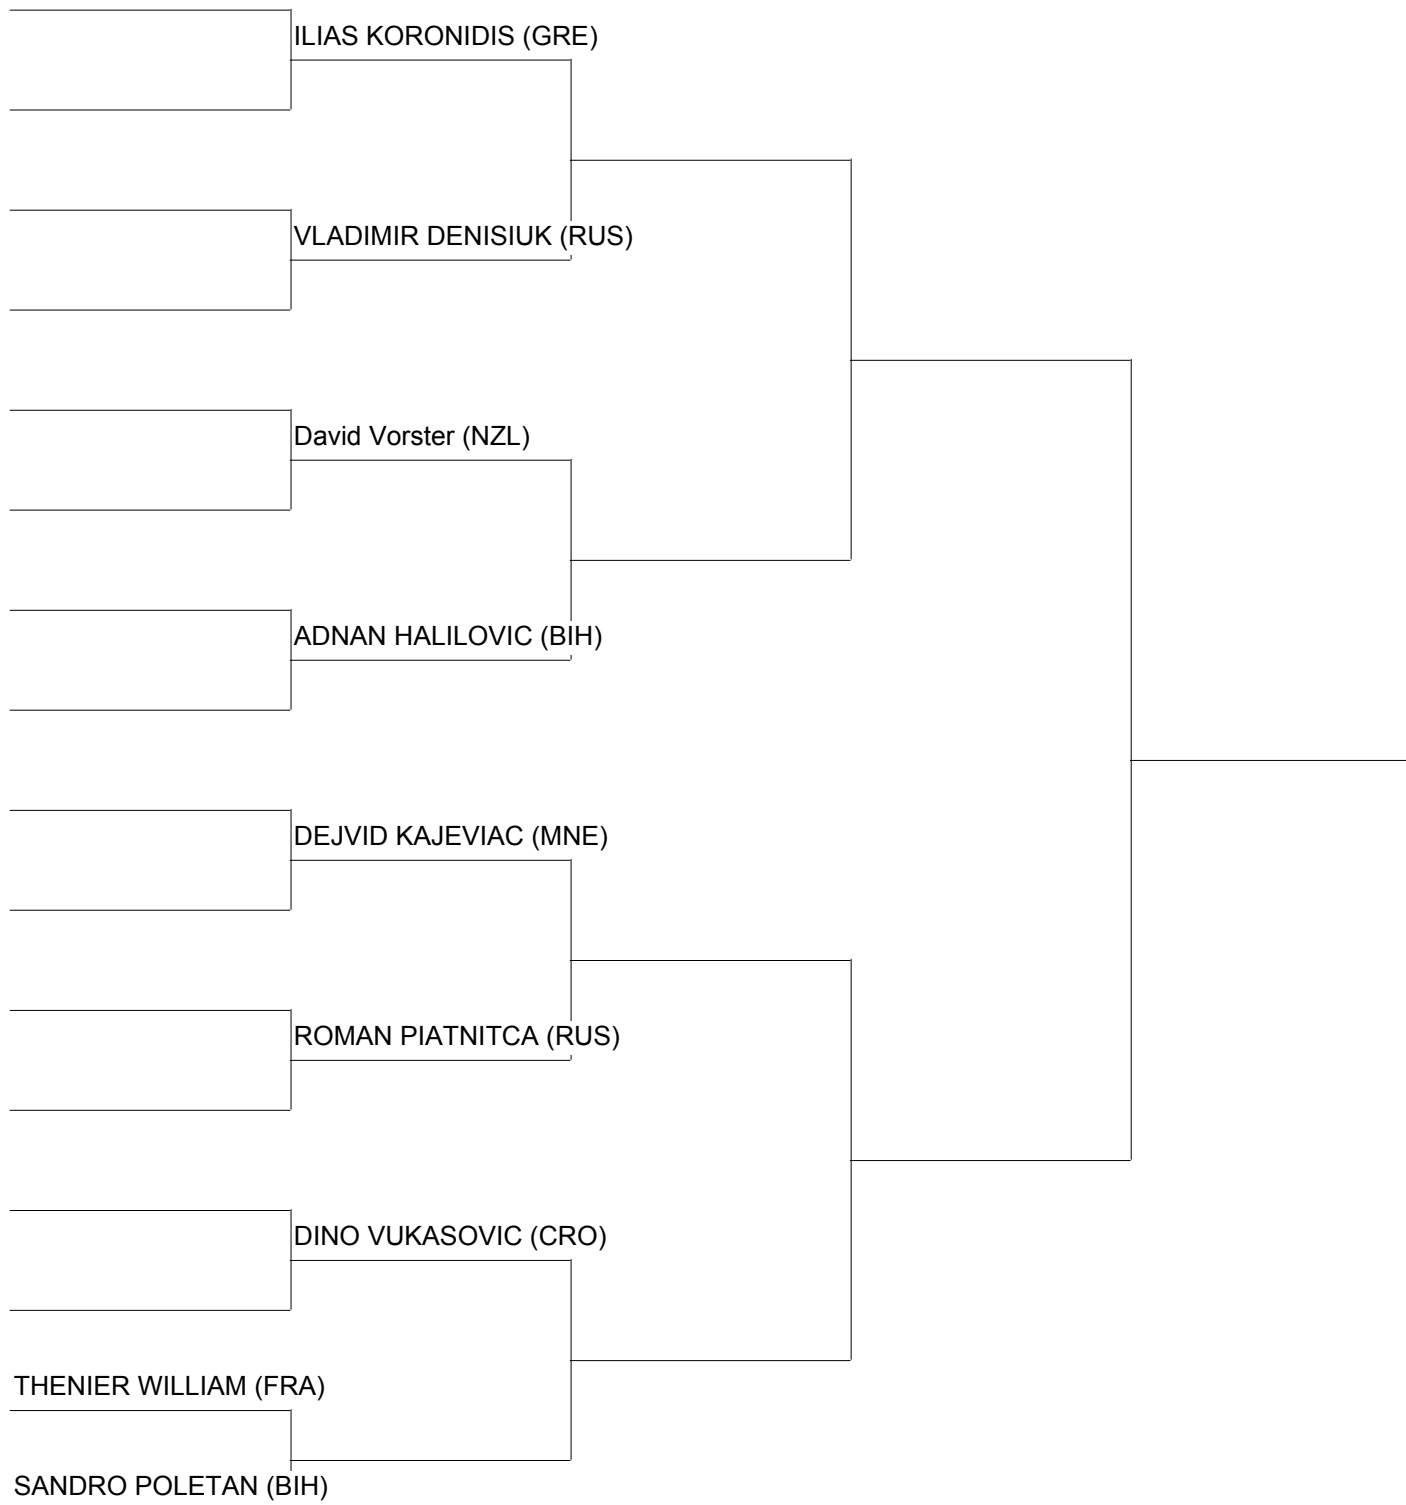 ILIAS KORONIDIS (GRE)
VLADIMIR DENISIUK (RUS)
David Vorster (NZL)
ADNAN HALILOVIC (BIH)
DEJVID KAJEVIAC (MNE)
ROMAN PIATNITCA (RUS)
DINO VUKASOVIC (CRO)
THENIER WILLIAM (FRA)
SANDRO POLETAN (BIH)